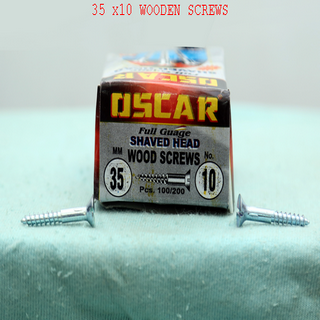 35 x10 WOODEN SCREWS
OSCAR
OSCAR
Full Guage
SHAVED HEAD
MM WOOD SCREWS No.
35 10
Pcs. 100/200